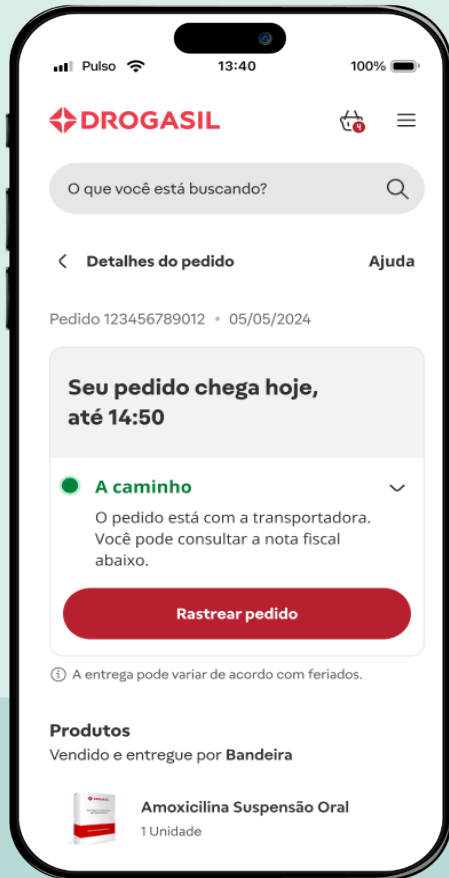 Pulso 13:40 100%
DROGASIL 4
O que você está buscando?
Detalhes do pedido Ajuda
Pedido 123456789012 • 05/05/2024
Seu pedido chega hoje,
até 14:50
A caminho
O pedido está com a transportadora.
Você pode consultar a nota fiscal
abaixo.
Rastrear pedido
A entrega pode variar de acordo com feriados.
Produtos
Vendido e entregue por Bandeira
Amoxicilina Suspensão Oral
1 Unidade